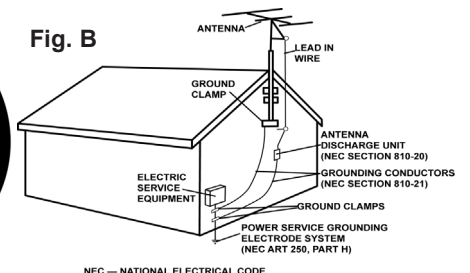 Fig. B
ANTENNA
LEAD IN
WIRE
GROUND
CLAMP
ANTENNA
DISCHARGE UNIT
(NEC SECTION 810-20)
ELECTRIC
SERVICE
EQUIPMENT
GROUNDING CONDUCTORS
(NEC SECTION 810-21)
GROUND CLAMPS
POWER SERVICE GROUNDING
ELECTRODE SYSTEM
(NEC ART 250, PART H)
NEC — NATIONAL ELECTRICAL CODE